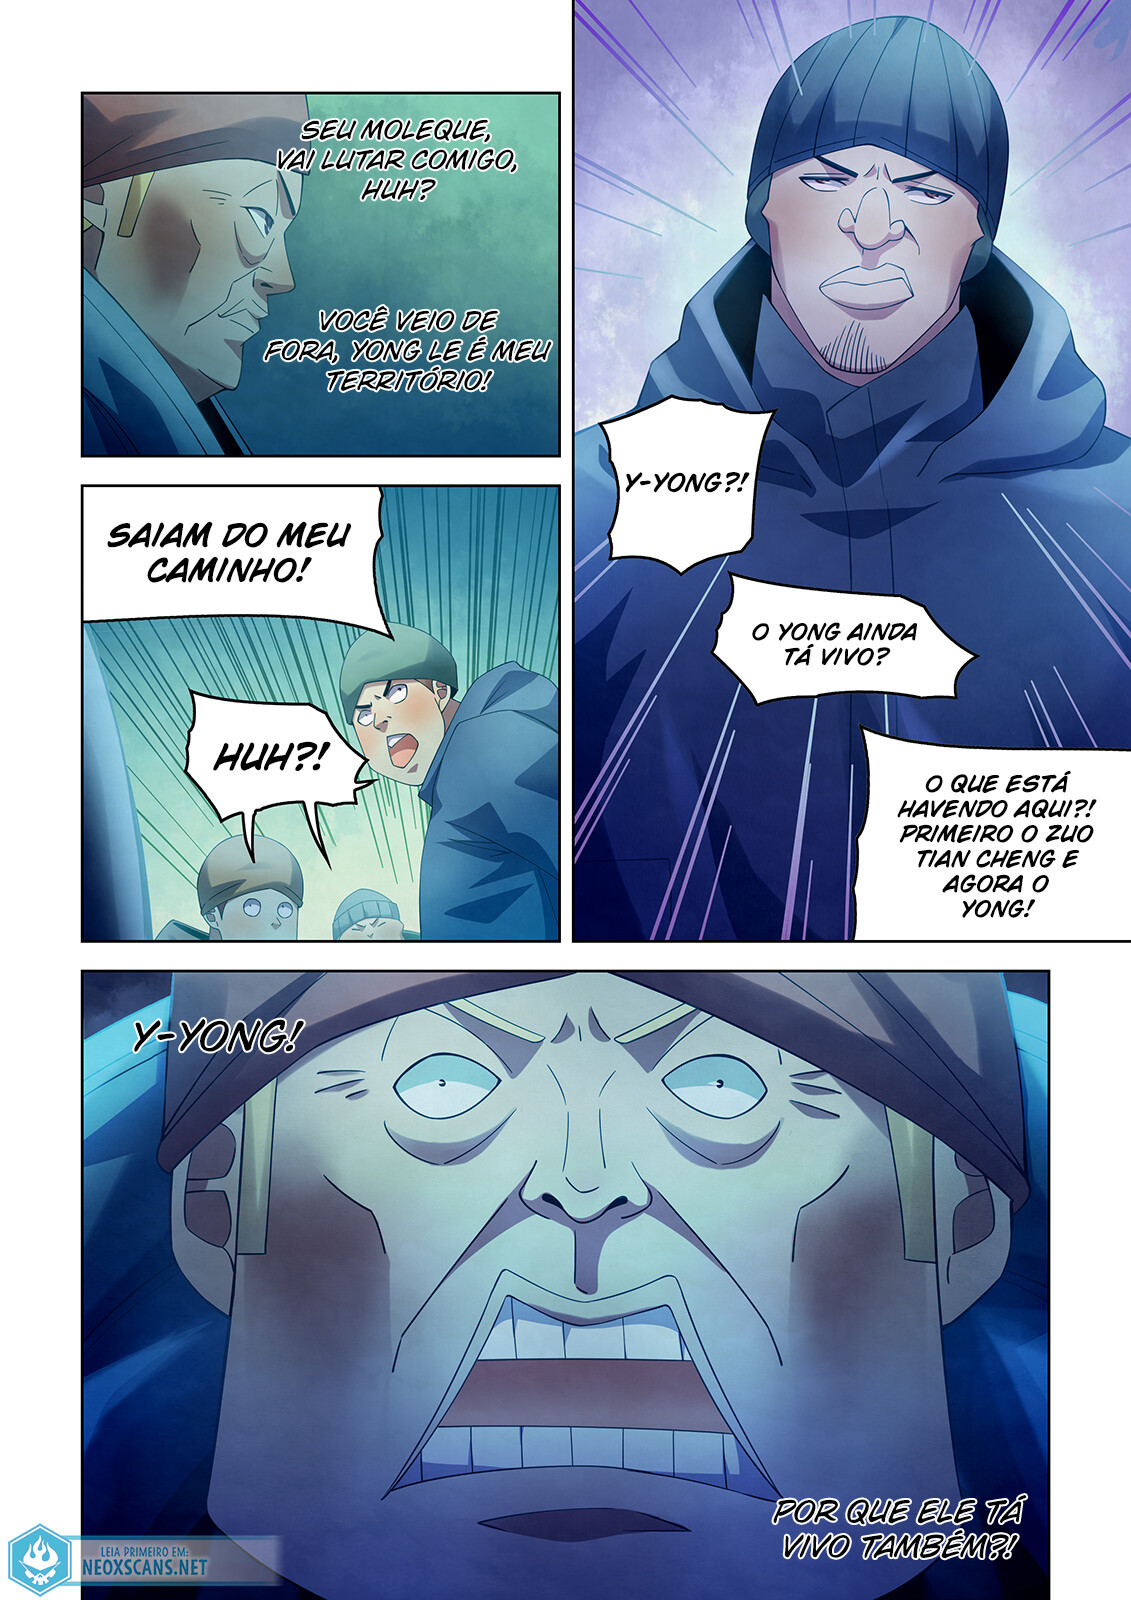 SEU MOLEQUE,
VAI LUTAR COMIGO,
HUH?
VOCÊ VEIO DE
FORA, YONG LE É MEU
TERRITÓRIO!
SAIAM DO MEU
CAMINHO!
HUH?!
Y-YONG?!
O YONG AINDA
TÁ VIVO?
O QUE ESTÁ
HAVENDO AQUI?!
PRIMEIRO O ZUO
TIAN CHENG E
AGORA O
YONG!
Y-YONG!
POR QUE ELE TÁ
VIVO TAMBÉM?!
LEIA PRIMEIRO EM:
NEOXSCANS.NET